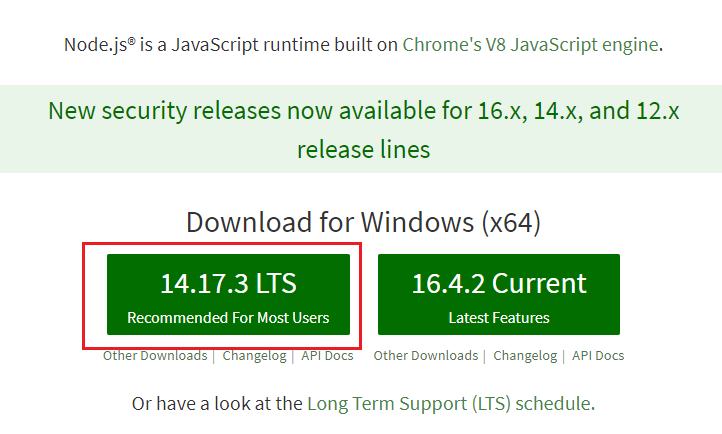 Node.js® is a JavaScript runtime built on Chrome's V8 JavaScript engine.
New security releases now available for 16.x, 14.x, and 12.x
release lines
Download for Windows (x64)
14.17.3 LTS
Recommended For Most Users
16.4.2 Current
Latest Features
Other Downloads | Changelog | API Docs
Other Downloads | Changelog | API Docs
Or have a look at the Long Term Support (LTS) schedule.